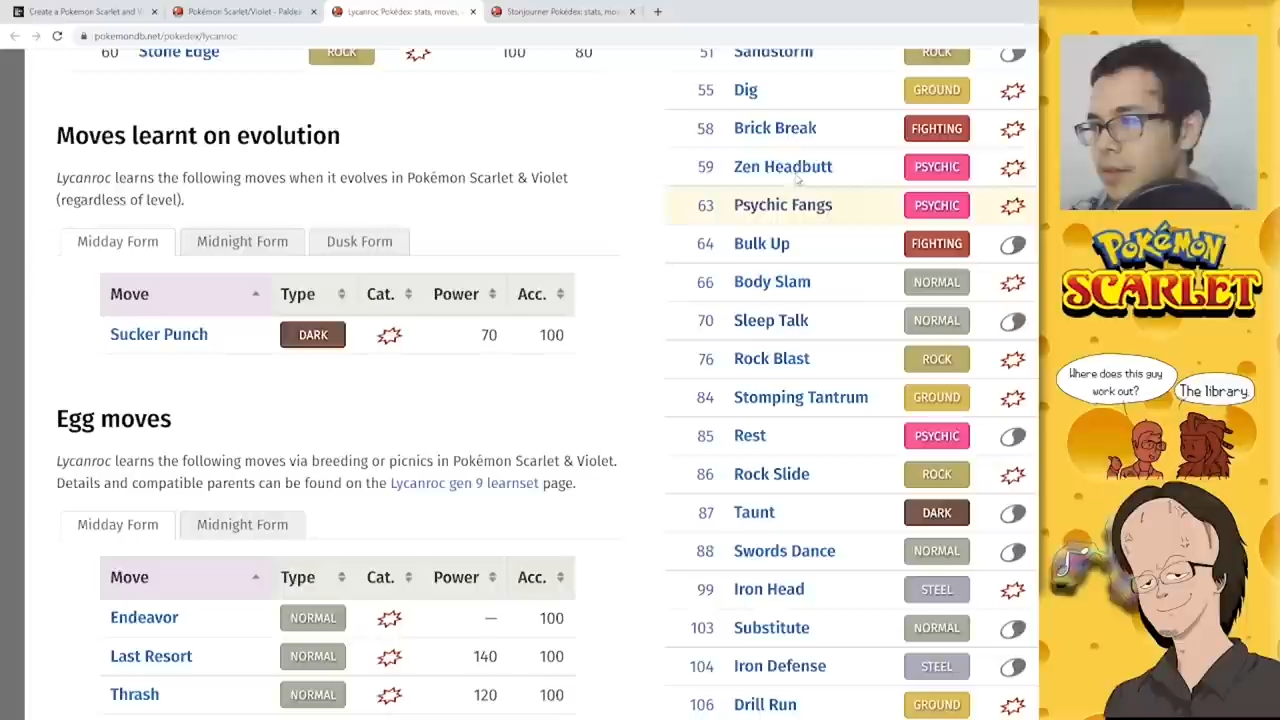 Create a Pokemon Scarlet and V
Pokémon Scarlet/Violet - Paldea
Lycanroc Pokédex: stats, moves,
Stonjourner Pokédex: stats, mov
pokemondb.net/pokedex/lycanroc
60 Stone Edge ROCK 100 80
Moves learnt on evolution
Lycanroc learns the following moves when it evolves in Pokémon Scarlet & Violet
(regardless of level).
Midday Form Midnight Form Dusk Form
Move Type Cat. Power Acc.
Sucker Punch DARK 70 100
Egg moves
Lycanroc learns the following moves via breeding or picnics in Pokémon Scarlet & Violet.
Details and compatible parents can be found on the Lycanroc gen 9 learnset page.
Midday Form Midnight Form
Move Type Cat. Power Acc.
Endeavor NORMAL — 100
Last Resort NORMAL 140 100
Thrash NORMAL 120 100
51 Sandstorm ROCK
55 Dig GROUND
58 Brick Break FIGHTING
59 Zen Headbutt PSYCHIC
63 Psychic Fangs PSYCHIC
64 Bulk Up FIGHTING
66 Body Slam NORMAL
70 Sleep Talk NORMAL
76 Rock Blast ROCK
84 Stomping Tantrum GROUND
85 Rest PSYCHIC
86 Rock Slide ROCK
87 Taunt DARK
88 Swords Dance NORMAL
99 Iron Head STEEL
103 Substitute NORMAL
104 Iron Defense STEEL
106 Drill Run GROUND
POKéMON
SCARLET
Where does this guy
work out?
The library.